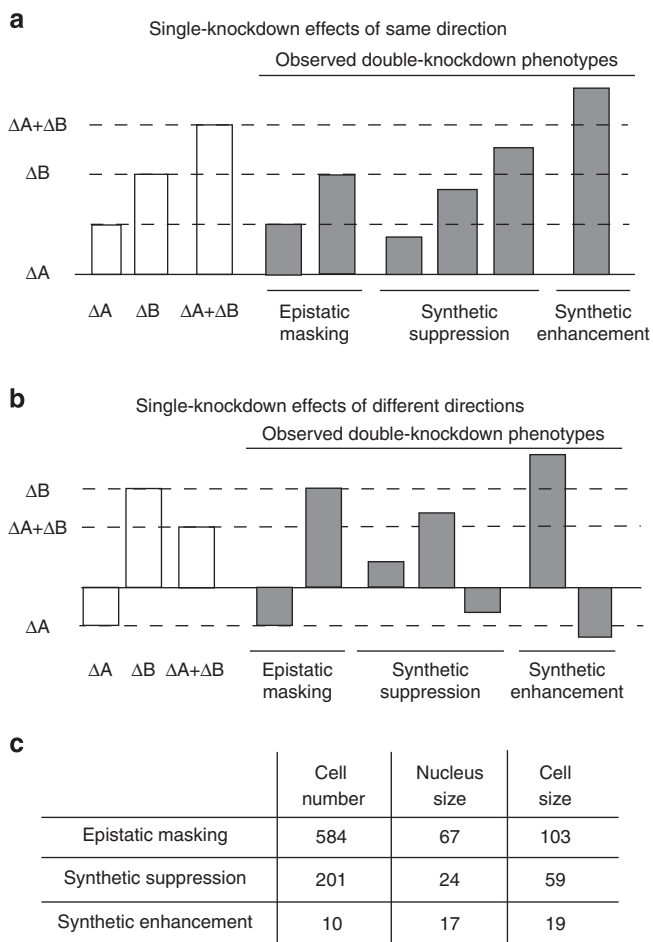 a
Single-knockdown effects of same direction
Observed double-knockdown phenotypes
ΔA+ΔB
ΔB
ΔA
ΔA ΔB ΔA+ΔB
Epistatic masking
Synthetic suppression
Synthetic enhancement
b
Single-knockdown effects of different directions
Observed double-knockdown phenotypes
ΔB
ΔA+ΔB
ΔA
ΔA ΔB ΔA+ΔB
Epistatic masking
Synthetic suppression
Synthetic enhancement
c
Cell number Nucleus size Cell size
Epistatic masking 584 67 103
Synthetic suppression 201 24 59
Synthetic enhancement 10 17 19